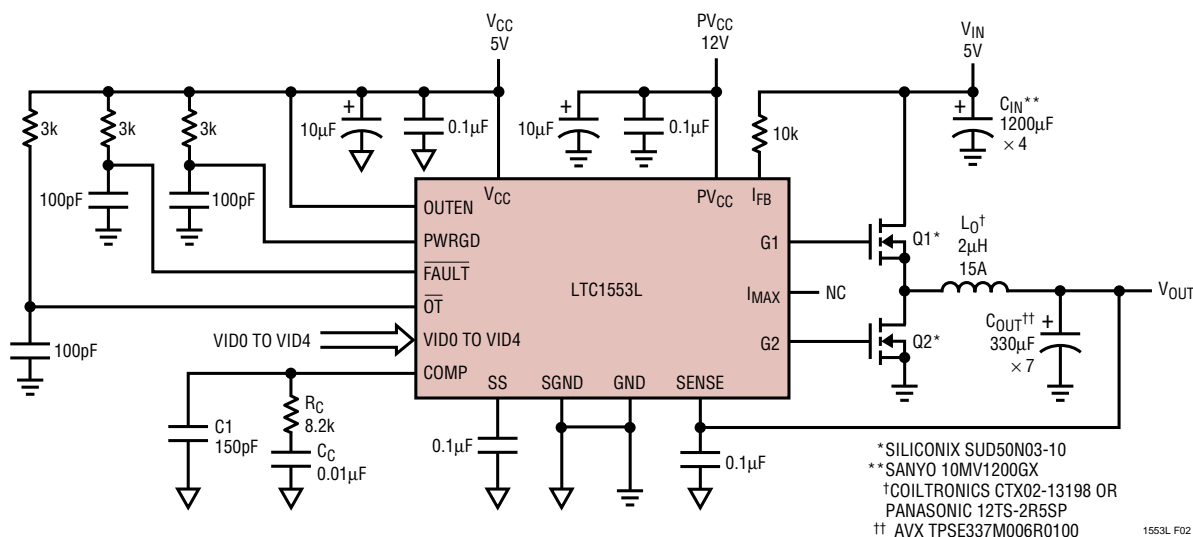 VCC
5V
PVCC
12V
VIN
5V
3k
3k
3k
10µF
+
0.1µF
10µF
+
0.1µF
10k
+
CIN**
1200µF
× 4
100pF
100pF
VCC
PVCC
IFB
OUTEN
PWRGD
FAULT
OT
VID0 TO VID4
VID0 TO VID4
COMP
LTC1553L
G1
IMAX
NC
G2
Q1*
Q2*
LO†
2µH
15A
VOUT
COUT††
+
330µF
× 7
100pF
SS
SGND
GND
SENSE
C1
150pF
RC
8.2k
CC
0.01µF
0.1µF
0.1µF
*SILICONIX SUD50N03-10
**SANYO 10MV1200GX
†COILTRONICS CTX02-13198 OR
PANASONIC 12TS-2R5SP
†† AVX TPSE337M006R0100
1553L F02